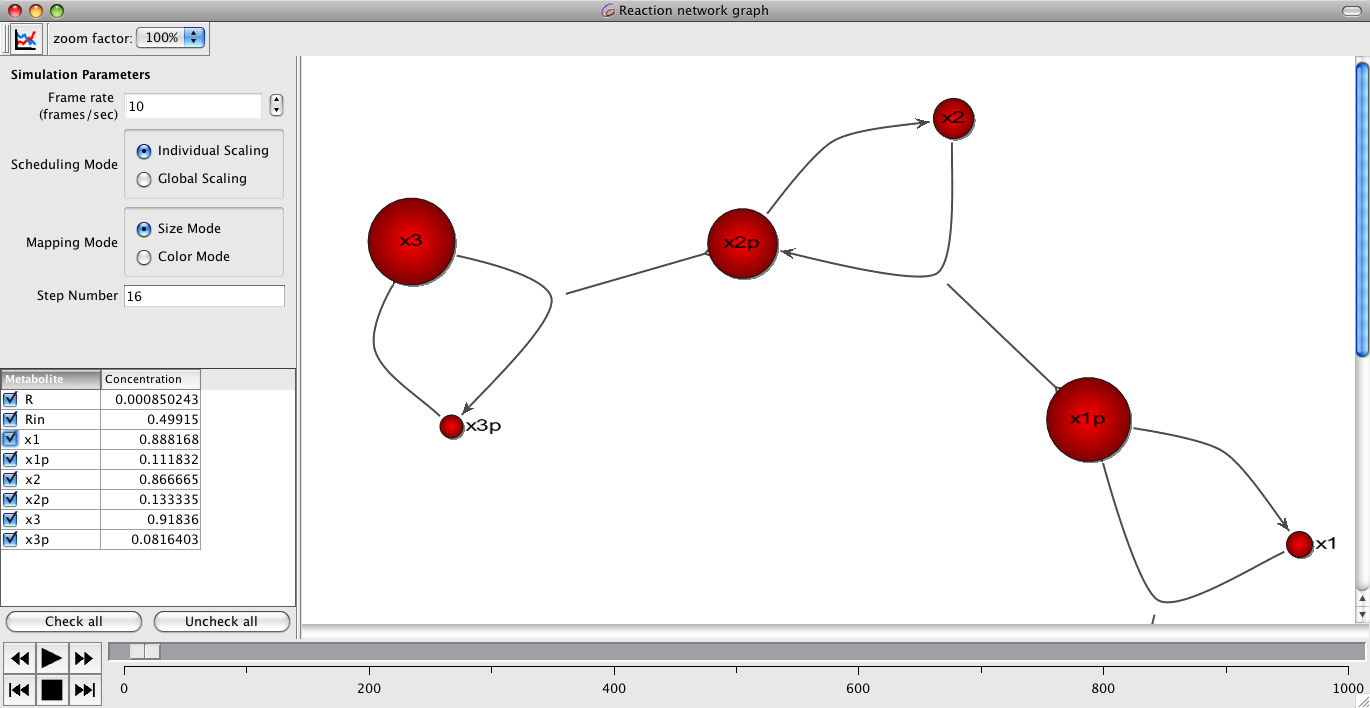 Reaction network graph
zoom factor: 100%
Simulation Parameters
Frame rate
(frames/sec)
10
Scheduling Mode
Individual Scaling
Global Scaling
Mapping Mode
Size Mode
Color Mode
Step Number
16
Metabolite Concentration
R 0.000850243
Rin 0.49915
x1 0.888168
x1p 0.111832
x2 0.866665
x2p 0.133335
x3 0.91836
x3p 0.0816403
Check all Uncheck all
x2
x3
x2p
x3p
x1p
x1
0 200 400 600 800 1000